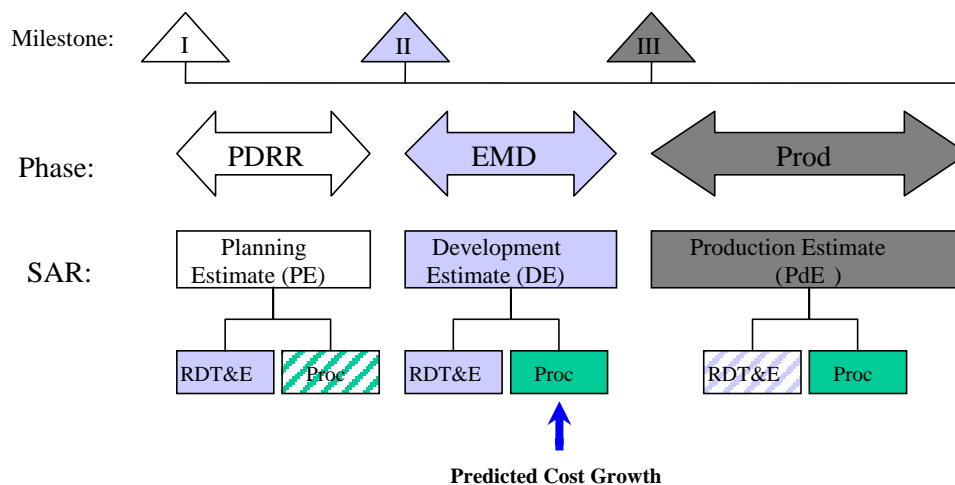 Milestone:
I
II
III
Phase:
PDRR
EMD
Prod
SAR:
Planning
Estimate (PE)
Development
Estimate (DE)
Production Estimate
(PdE )
RDT&E
Proc
RDT&E
Proc
RDT&E
Proc
Predicted Cost Growth